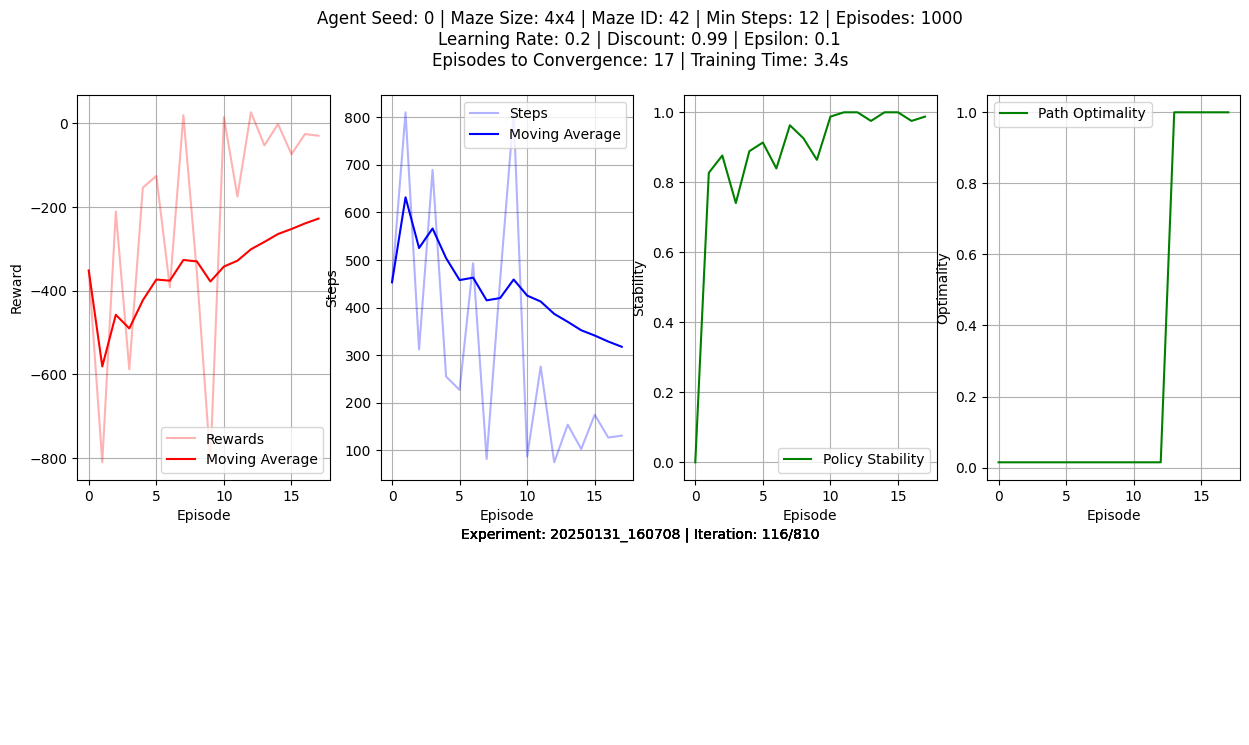 Agent Seed: 0 | Maze Size: 4x4 | Maze ID: 42 | Min Steps: 12 | Episodes: 1000
Learning Rate: 0.2 | Discount: 0.99 | Epsilon: 0.1
Episodes to Convergence: 17 | Training Time: 3.4s
Reward
0
−200
−400
−600
−800
Rewards
Moving Average
0 5 10 15
Episode
Steps
800
700
600
500
400
300
200
100
Steps
Moving Average
0 5 10 15
Episode
Stability
1.0
0.8
0.6
0.4
0.2
0.0
Policy Stability
0 5 10 15
Episode
Optimality
1.0
0.8
0.6
0.4
0.2
0.0
Path Optimality
0 5 10 15
Episode
Experiment: 20250131_160708 | Iteration: 116/810